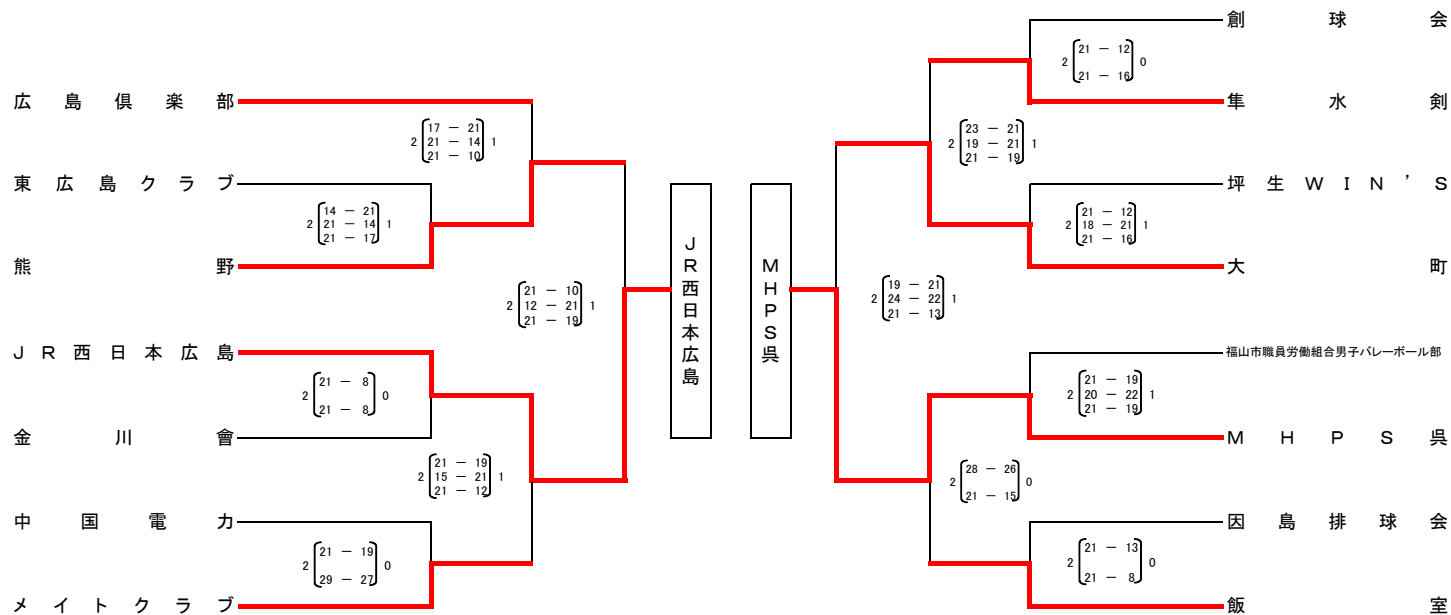 広島倶楽部
2 17 － 21 1
21 － 14
21 － 10
東広島クラブ
2 14 － 21 1
21 － 14
21 － 17
熊野
2 21 － 10 1
12 － 21
21 － 19
JR西日本広島
2 21 － 8 0
21 － 8
金川會
2 21 － 19 1
15 － 21
21 － 12
中国電力
2 21 － 19 0
29 － 27
メイトクラブ
JR西日本広島
MHPS呉
創球会
2 21 － 12 0
21 － 16
隼水剣
2 23 － 21 1
19 － 21
21 － 19
坪生WIN'S
2 21 － 12 1
18 － 21
21 － 16
大町
2 19 － 21 1
24 － 22
21 － 13
福山市職員労働組合男子バレーボール部
2 21 － 19 1
20 － 22
21 － 19
MHPS呉
2 28 － 26 0
21 － 15
因島排球会
2 21 － 13 0
21 － 8
飯室